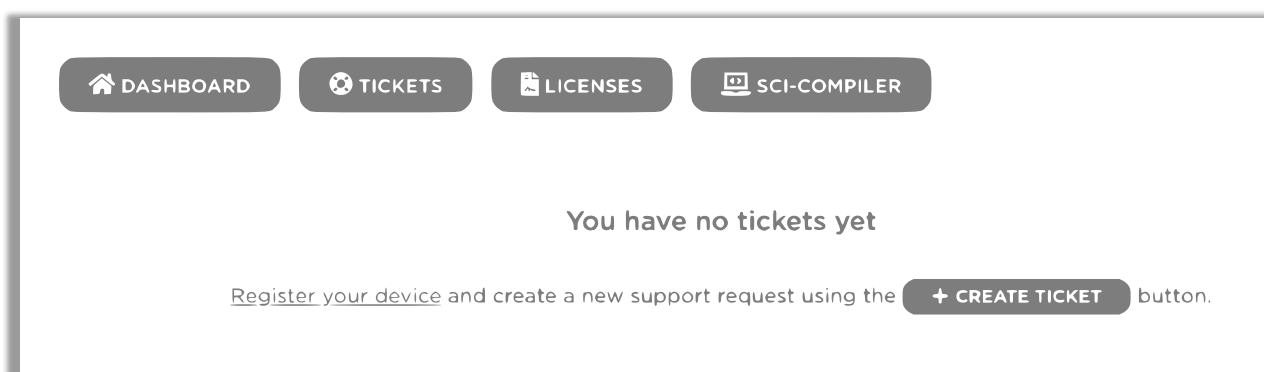 DASHBOARD TICKETS LICENSES SCI-COMPILER
You have no tickets yet
Register your device and create a new support request using the + CREATE TICKET button.